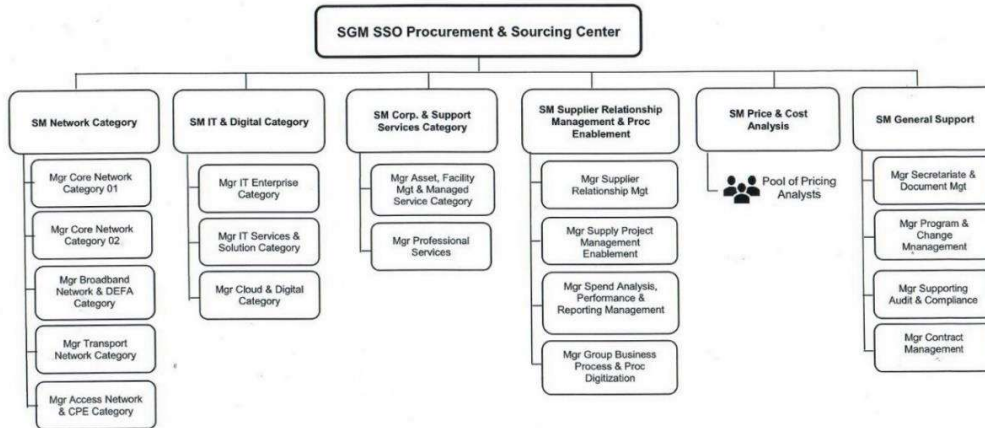 SGM SSO Procurement & Sourcing Center
SM Network Category
Mgr Core Network
Category 01
Mgr Core Network
Category 02
Mgr Broadband
Network & DEFA
Category
Mgr Transport
Network Category
Mgr Access Network
& CPE Category
SM IT & Digital Category
Mgr IT Enterprise
Category
Mgr IT Services &
Solution Category
Mgr Cloud & Digital
Category
SM Corp. & Support
Services Category
Mgr Asset, Facility
Mgt & Managed
Service Category
Mgr Professional
Services
SM Supplier Relationship
Management & Proc
Enablement
Mgr Supplier
Relationship Mgt
Mgr Supply Project
Management
Enablement
Mgr Spend Analysis,
Performance &
Reporting Management
Mgr Group Business
Process & Proc
Digitization
SM Price & Cost
Analysis
Pool of Pricing
Analysts
SM General Support
Mgr Secretariate &
Document Mgt
Mgr Program &
Change
Mnanagement
Mgr Supporting
Audit & Compliance
Mgr Contract
Management